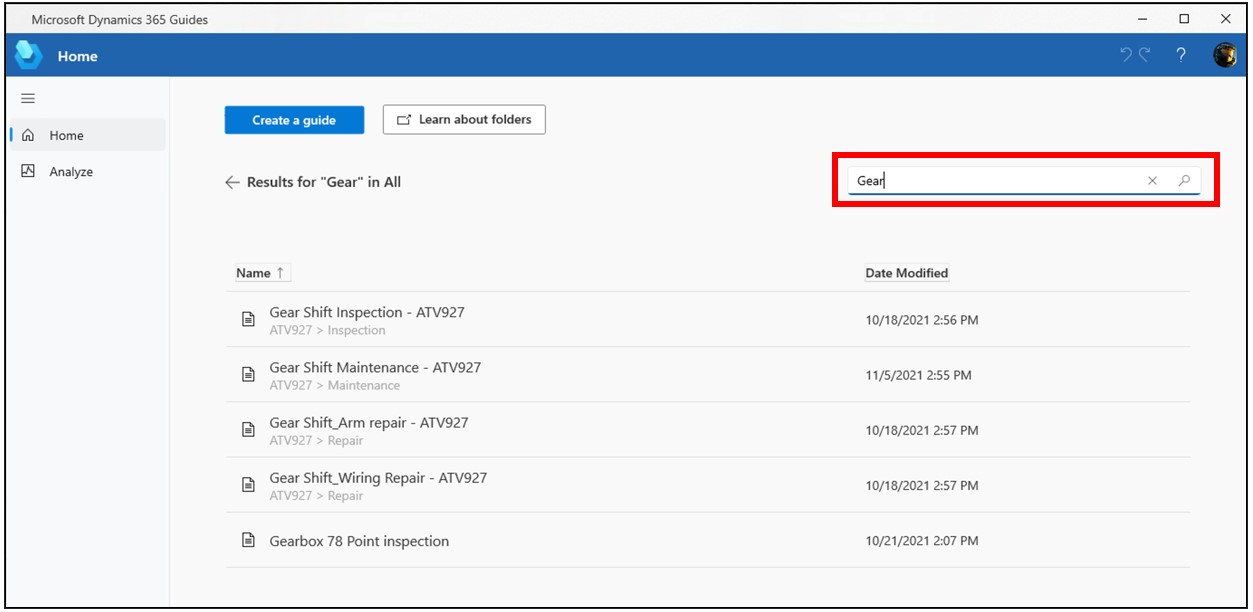 Microsoft Dynamics 365 Guides
Home
Home
Analyze
Create a guide
Learn about folders
Results for "Gear" in All
Gear
Name ↑
Date Modified
Gear Shift Inspection - ATV927
ATV927 > Inspection
10/18/2021 2:56 PM
Gear Shift Maintenance - ATV927
ATV927 > Maintenance
11/5/2021 2:55 PM
Gear Shift_Arm repair - ATV927
ATV927 > Repair
10/18/2021 2:57 PM
Gear Shift_Wiring Repair - ATV927
ATV927 > Repair
10/18/2021 2:57 PM
Gearbox 78 Point inspection
10/21/2021 2:07 PM